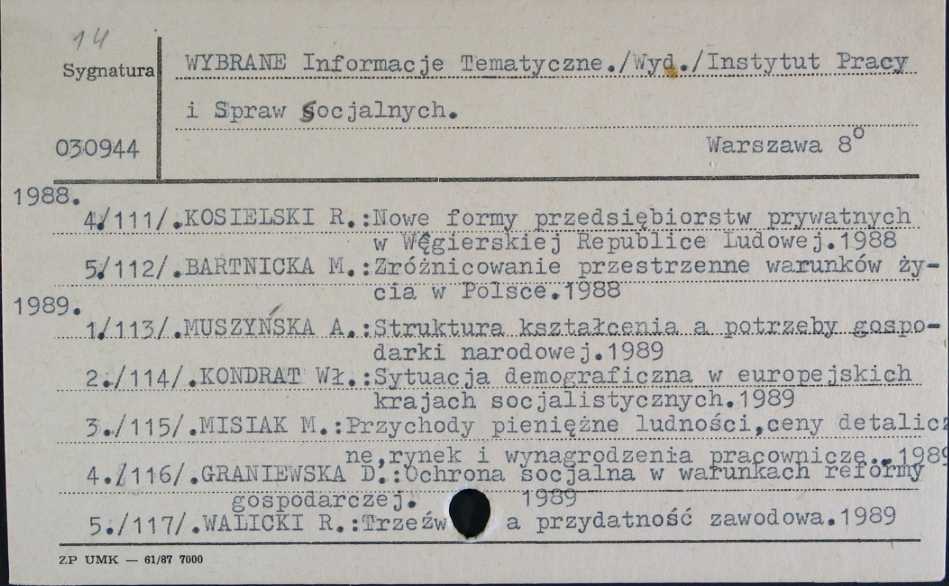 14
Sygnatura
WYBRANE Informacje Tematyczne./Wyd./Instytut Pracy
i Spraw Socjalnych.
030944
Warszawa 8°
1988.
4./111/.KOSIELSKI R.:Nowe formy przedsiębiorstw prywatnych
w Węgierskiej Republice Ludowej.1988
5./112/.BARTNICKA M.:Zróżnicowanie przestrzenne warunków ży-
cia w Polsce.1988
1989.
1./113/.MUSZYŃSKA A.:Struktura kształcenia a potrzeby gospo-
darki narodowej.1989
2./114/.KONDRAT Wł.:Sytuacja demograficzna w europejskich
krajach socjalistycznych.1989
3./115/.MISIAK M.:Przychody pieniężne ludności,ceny detalicz
ne,rynek i wynagrodzenia pracownicze..1989
4./116/.GRANIEWSKA D.:Ochrona socjalna w warunkach reformy
gospodarczej. 1989
5./117/.WALICKI R.:Trzeźw a przydatność zawodowa.1989
ZP UMK — 61/87 7000